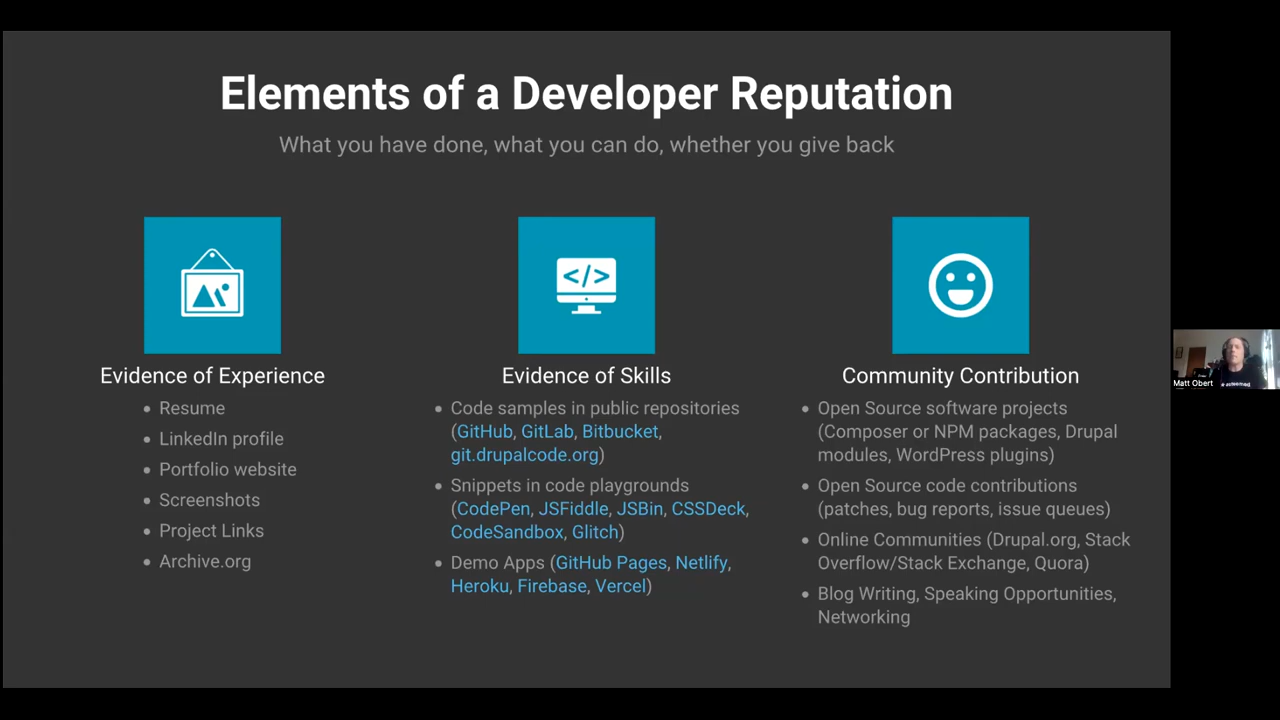 Elements of a Developer Reputation
What you have done, what you can do, whether you give back
</>
Evidence of Experience
• Resume
• LinkedIn profile
• Portfolio website
• Screenshots
• Project Links
• Archive.org
Evidence of Skills
• Code samples in public repositories
(GitHub, GitLab, Bitbucket,
git.drupalcode.org)
• Snippets in code playgrounds
(CodePen, JSFiddle, JSBin, CSSDeck,
CodeSandbox, Glitch)
• Demo Apps (GitHub Pages, Netlify,
Heroku, Firebase, Vercel)
Community Contribution
• Open Source software projects
(Composer or NPM packages, Drupal
modules, WordPress plugins)
• Open Source code contributions
(patches, bug reports, issue queues)
• Online Communities (Drupal.org, Stack
Overflow/Stack Exchange, Quora)
• Blog Writing, Speaking Opportunities,
Networking
Matt Obert